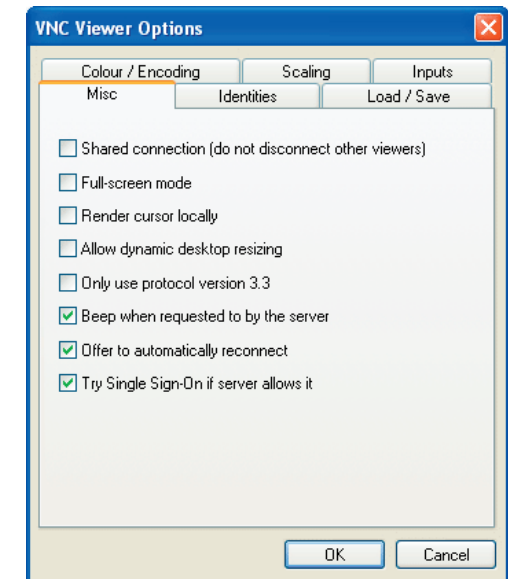 VNC Viewer Options
Colour / Encoding Scaling Inputs
Misc Identities Load / Save
Shared connection (do not disconnect other viewers)
Full-screen mode
Render cursor locally
Allow dynamic desktop resizing
Only use protocol version 3.3
Beep when requested to by the server
Offer to automatically reconnect
Try Single Sign-On if server allows it
OK Cancel